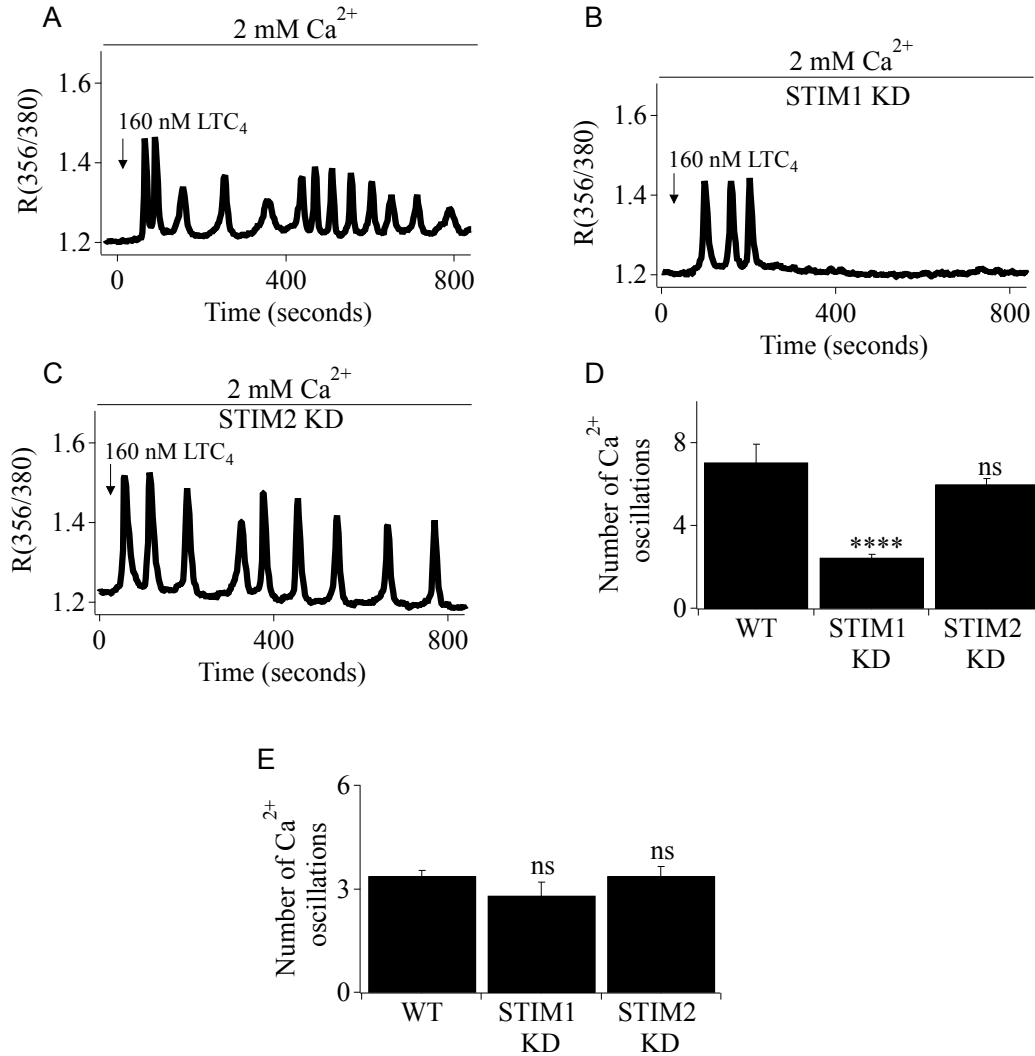 A
2 mM Ca²⁺
1.6
1.4
1.2
R(356/380)
160 nM LTC₄
0
400
800
Time (seconds)
B
2 mM Ca²⁺
STIM1 KD
1.6
1.4
1.2
R(356/380)
160 nM LTC₄
0
400
800
Time (seconds)
C
2 mM Ca²⁺
STIM2 KD
1.6
1.4
1.2
R(356/380)
160 nM LTC₄
0
400
800
Time (seconds)
D
Number of Ca²⁺
oscillations
8
4
0
****
ns
WT
STIM1
KD
STIM2
KD
E
Number of Ca²⁺
oscillations
6
3
0
ns
ns
WT
STIM1
KD
STIM2
KD